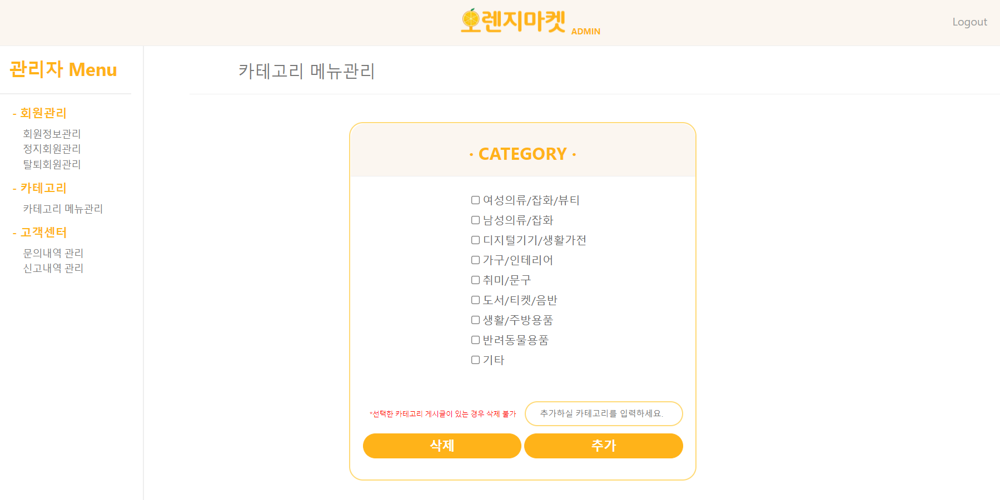 오렌지마켓 ADMIN
Logout
관리자 Menu
- 회원관리
회원정보관리
정지회원관리
탈퇴회원관리
- 카테고리
카테고리 메뉴관리
- 고객센터
문의내역 관리
신고내역 관리
카테고리 메뉴관리
· CATEGORY ·
여성의류/잡화/뷰티
남성의류/잡화
디지털기기/생활가전
가구/인테리어
취미/문구
도서/티켓/음반
생활/주방용품
반려동물용품
기타
*선택한 카테고리 게시글이 있는 경우 삭제 불가
추가하실 카테고리를 입력하세요.
삭제
추가